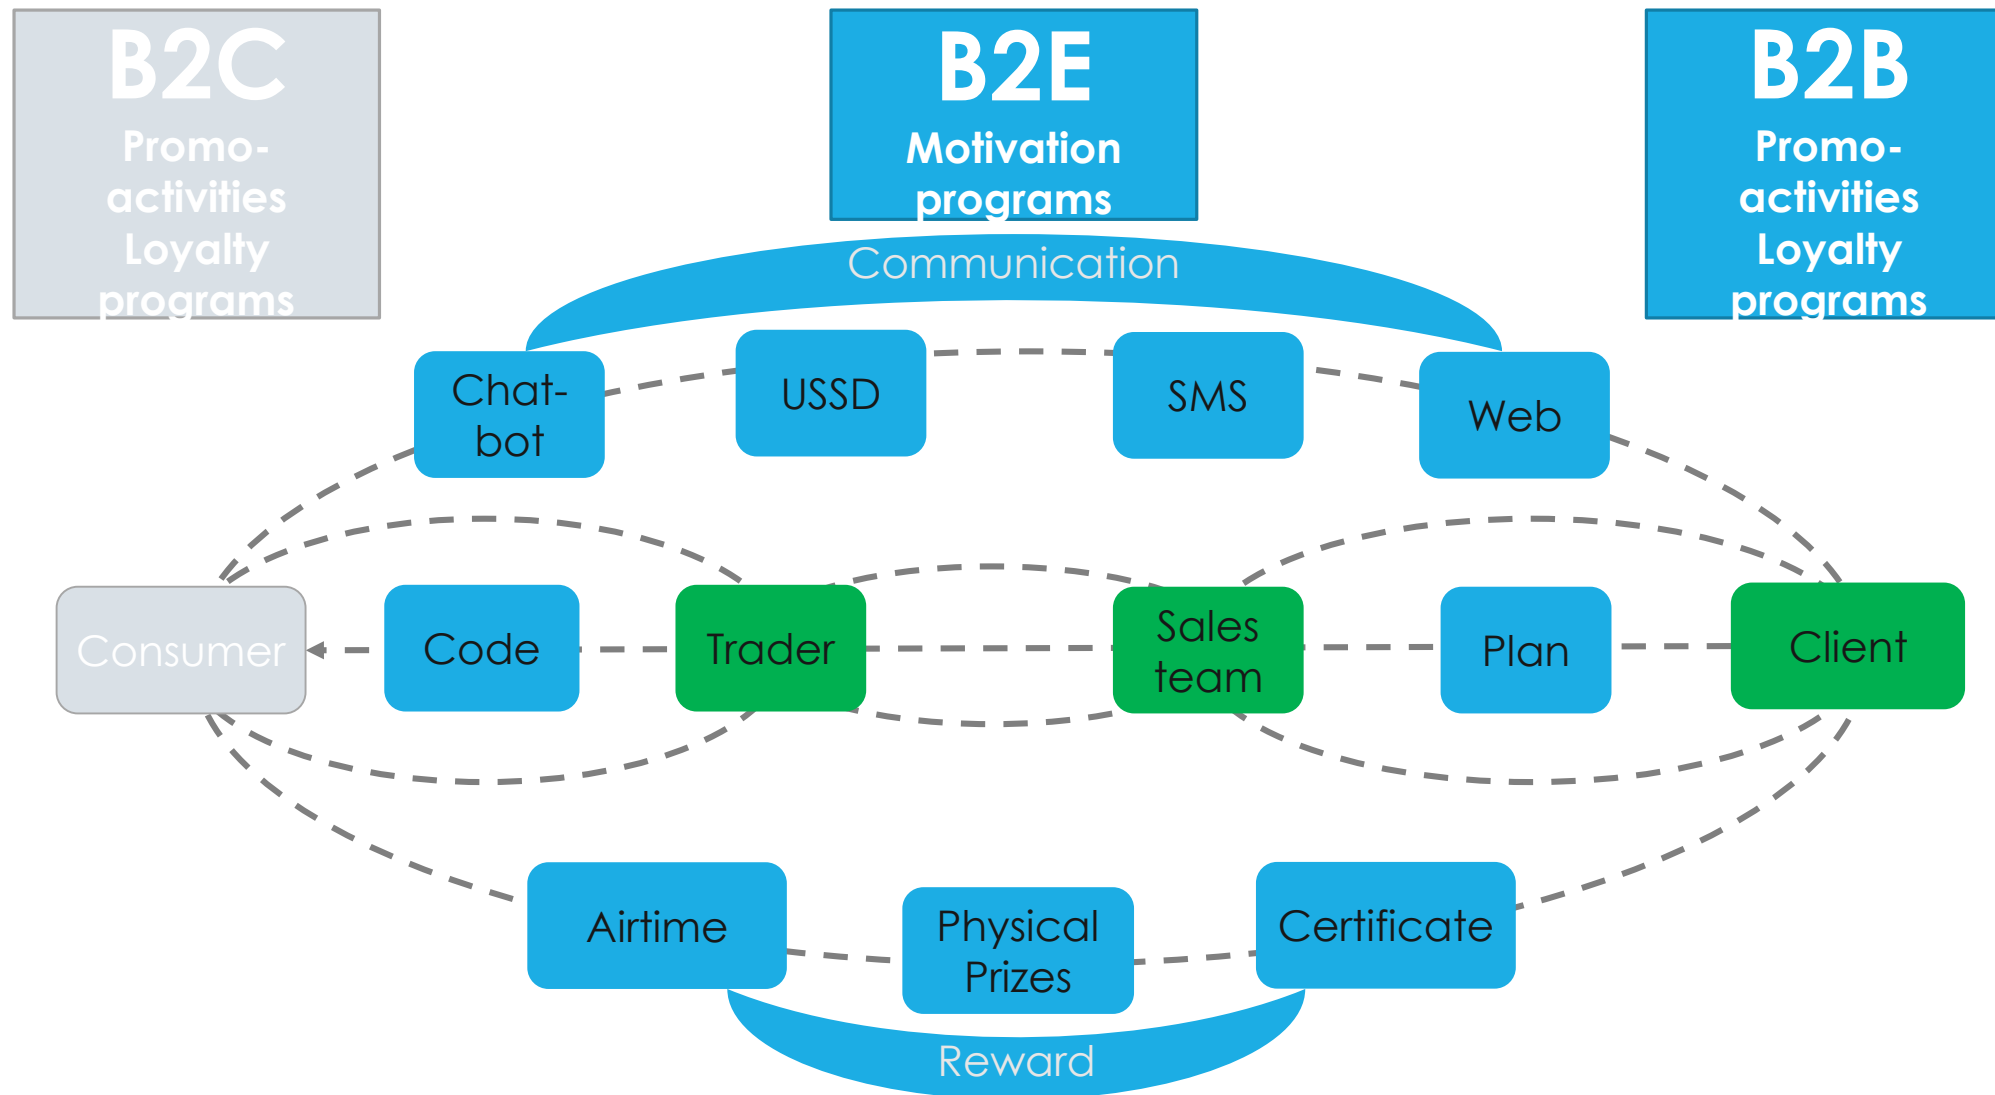 B2C
Promo-
activities
Loyalty
programs
B2E
Motivation
programs
B2B
Promo-
activities
Loyalty
programs
Communication
Chat-
bot
USSD
SMS
Web
Consumer
Code
Trader
Sales
team
Plan
Client
Airtime
Physical
Prizes
Certificate
Reward